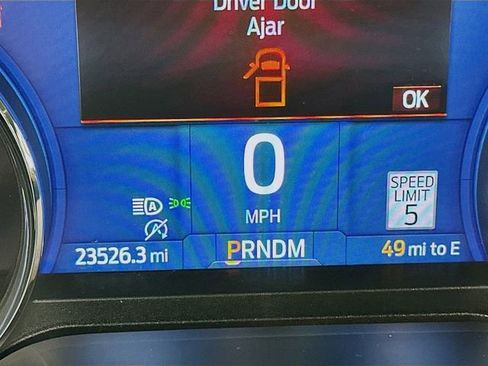 Driver Door
Ajar
OK
0
MPH
A
SPEED
LIMIT
5
23526.3 mi
PRNDM
49 mi to E